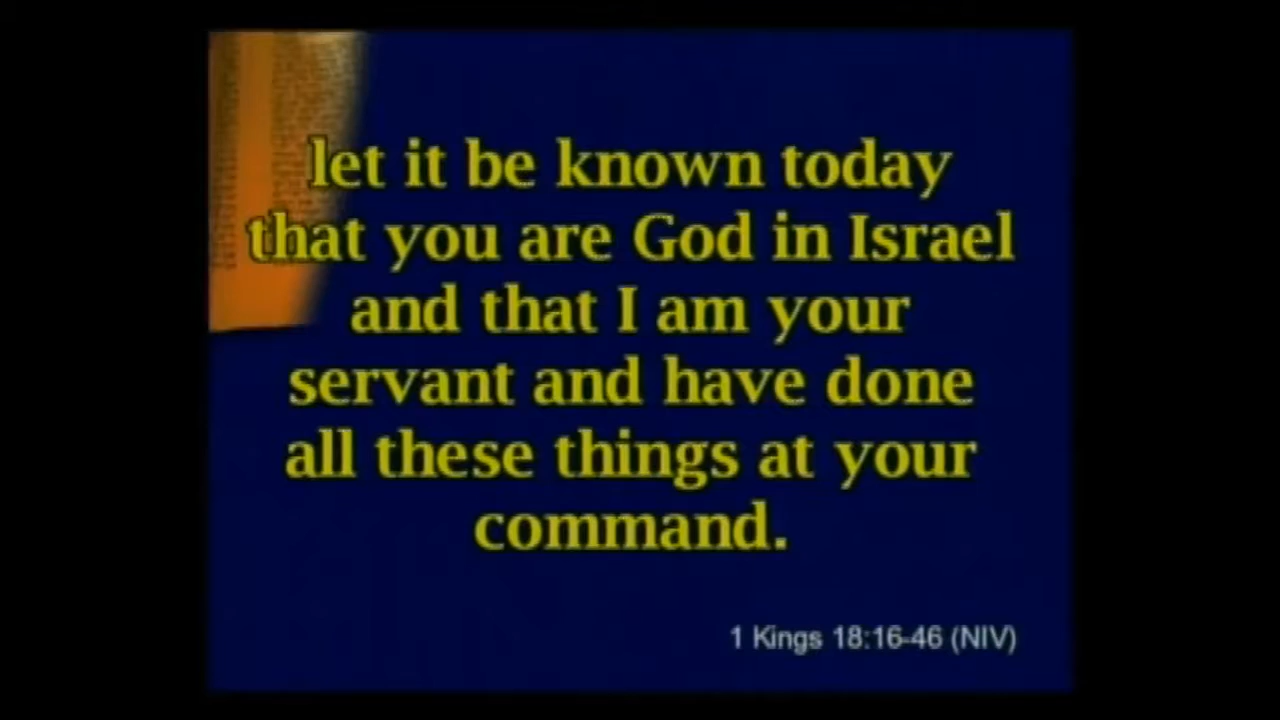 let it be known today
that you are God in Israel
and that I am your
servant and have done
all these things at your
command.
1 Kings 18:16-46 (NIV)